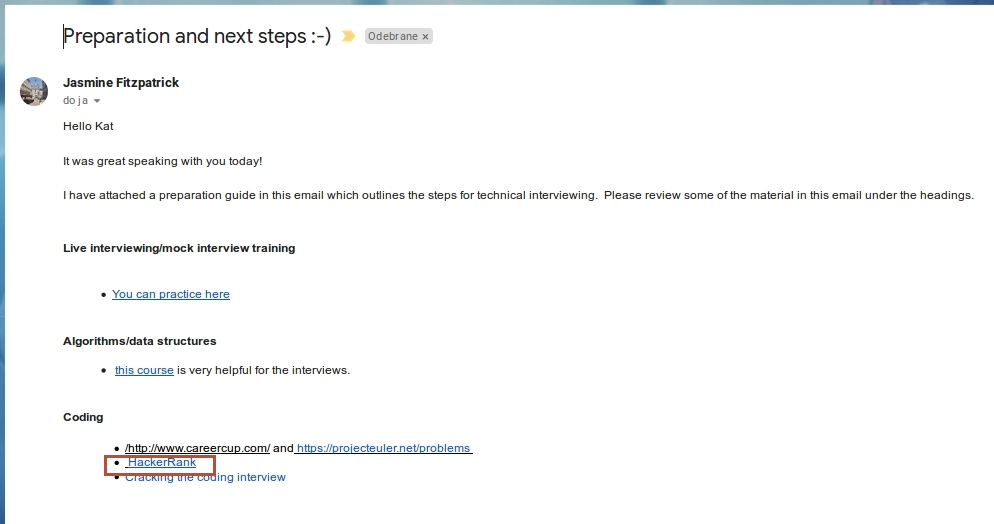 Preparation and next steps :-) Odebrane ×
Jasmine Fitzpatrick
do ja
Hello Kat
It was great speaking with you today!
I have attached a preparation guide in this email which outlines the steps for technical interviewing. Please review some of the material in this email under the headings.
Live interviewing/mock interview training
• You can practice here
Algorithms/data structures
• this course is very helpful for the interviews.
Coding
• /http://www.careercup.com/ and https://projecteuler.net/problems
• HackerRank
• Cracking the coding interview